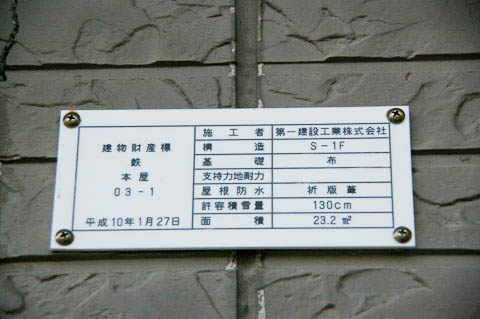 建物財産標
鉄
本屋
03-1
平成10年1月27日
施工者 第一建設工業株式会社
構造 S-1F
基礎 布
支持力地耐力
屋根防水 折版葺
許容積雪量 130cm
面積 23.2㎡